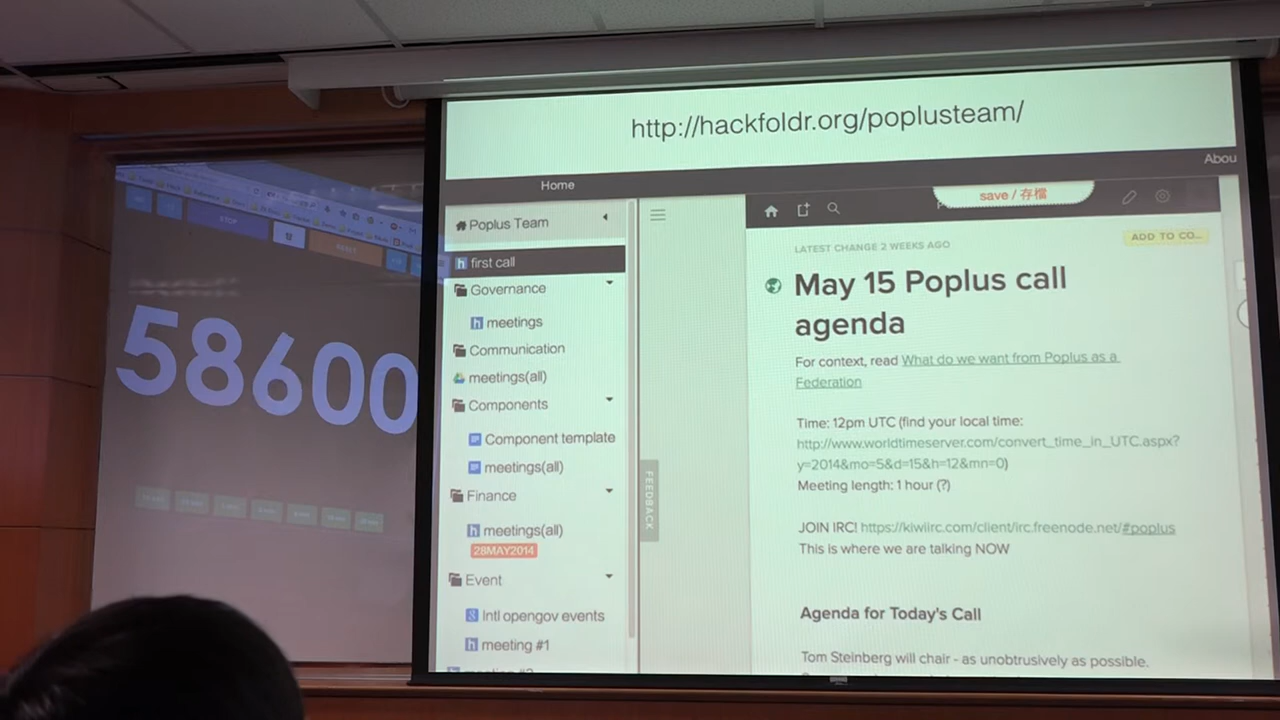 http://hackfoldr.org/poplusteam/
Home
Abou
Poplus Team
first call
Governance
meetings
Communication
meetings(all)
Components
Component template
meetings(all)
Finance
meetings(all)
28MAY2014
Event
Intl opengov events
meeting #1
meeting #2
FEEDBACK
save / 存檔
LATEST CHANGE 2 WEEKS AGO
ADD TO CO...
May 15 Poplus call
agenda
For context, read What do we want from Poplus as a
Federation
Time: 12pm UTC (find your local time:
http://www.worldtimeserver.com/convert_time_in_UTC.aspx?
y=2014&mo=5&d=15&h=12&mn=0)
Meeting length: 1 hour (?)
JOIN IRC! https://kiwiirc.com/client/irc.freenode.net/#poplus
This is where we are talking NOW
Agenda for Today's Call
Tom Steinberg will chair - as unobtrusively as possible.
STOP
RESET
58600